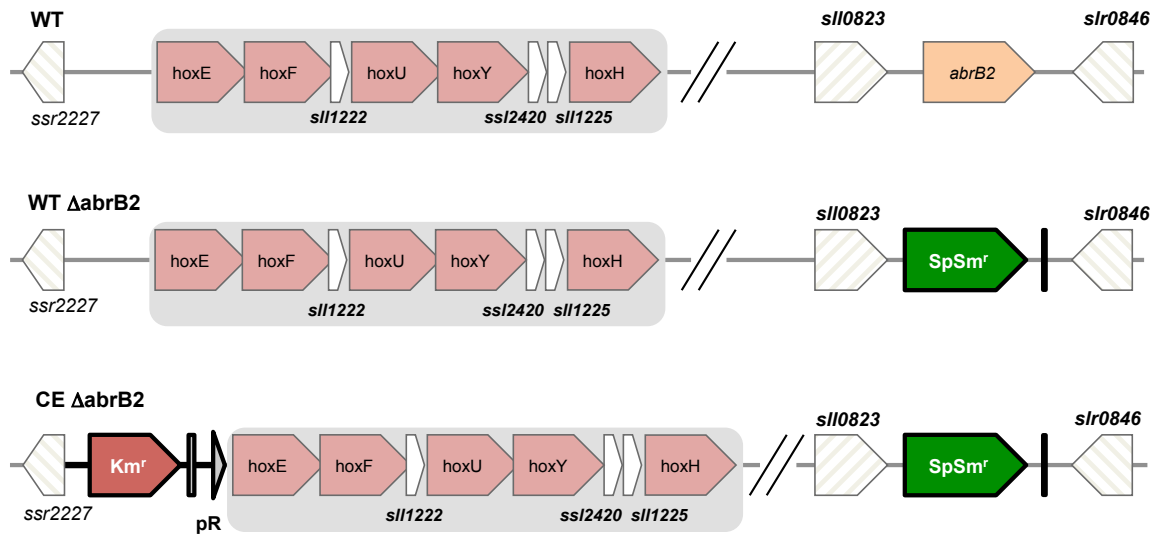 WT
sll0823
slr0846
hoxE
hoxF
hoxU
hoxY
hoxH
abrB2
ssr2227
sll1222
ssl2420
sll1225
WT ΔabrB2
sll0823
slr0846
hoxE
hoxF
hoxU
hoxY
hoxH
SpSmʳ
ssr2227
sll1222
ssl2420
sll1225
CE ΔabrB2
sll0823
slr0846
Kmʳ
hoxE
hoxF
hoxU
hoxY
hoxH
SpSmʳ
ssr2227
pR
sll1222
ssl2420
sll1225